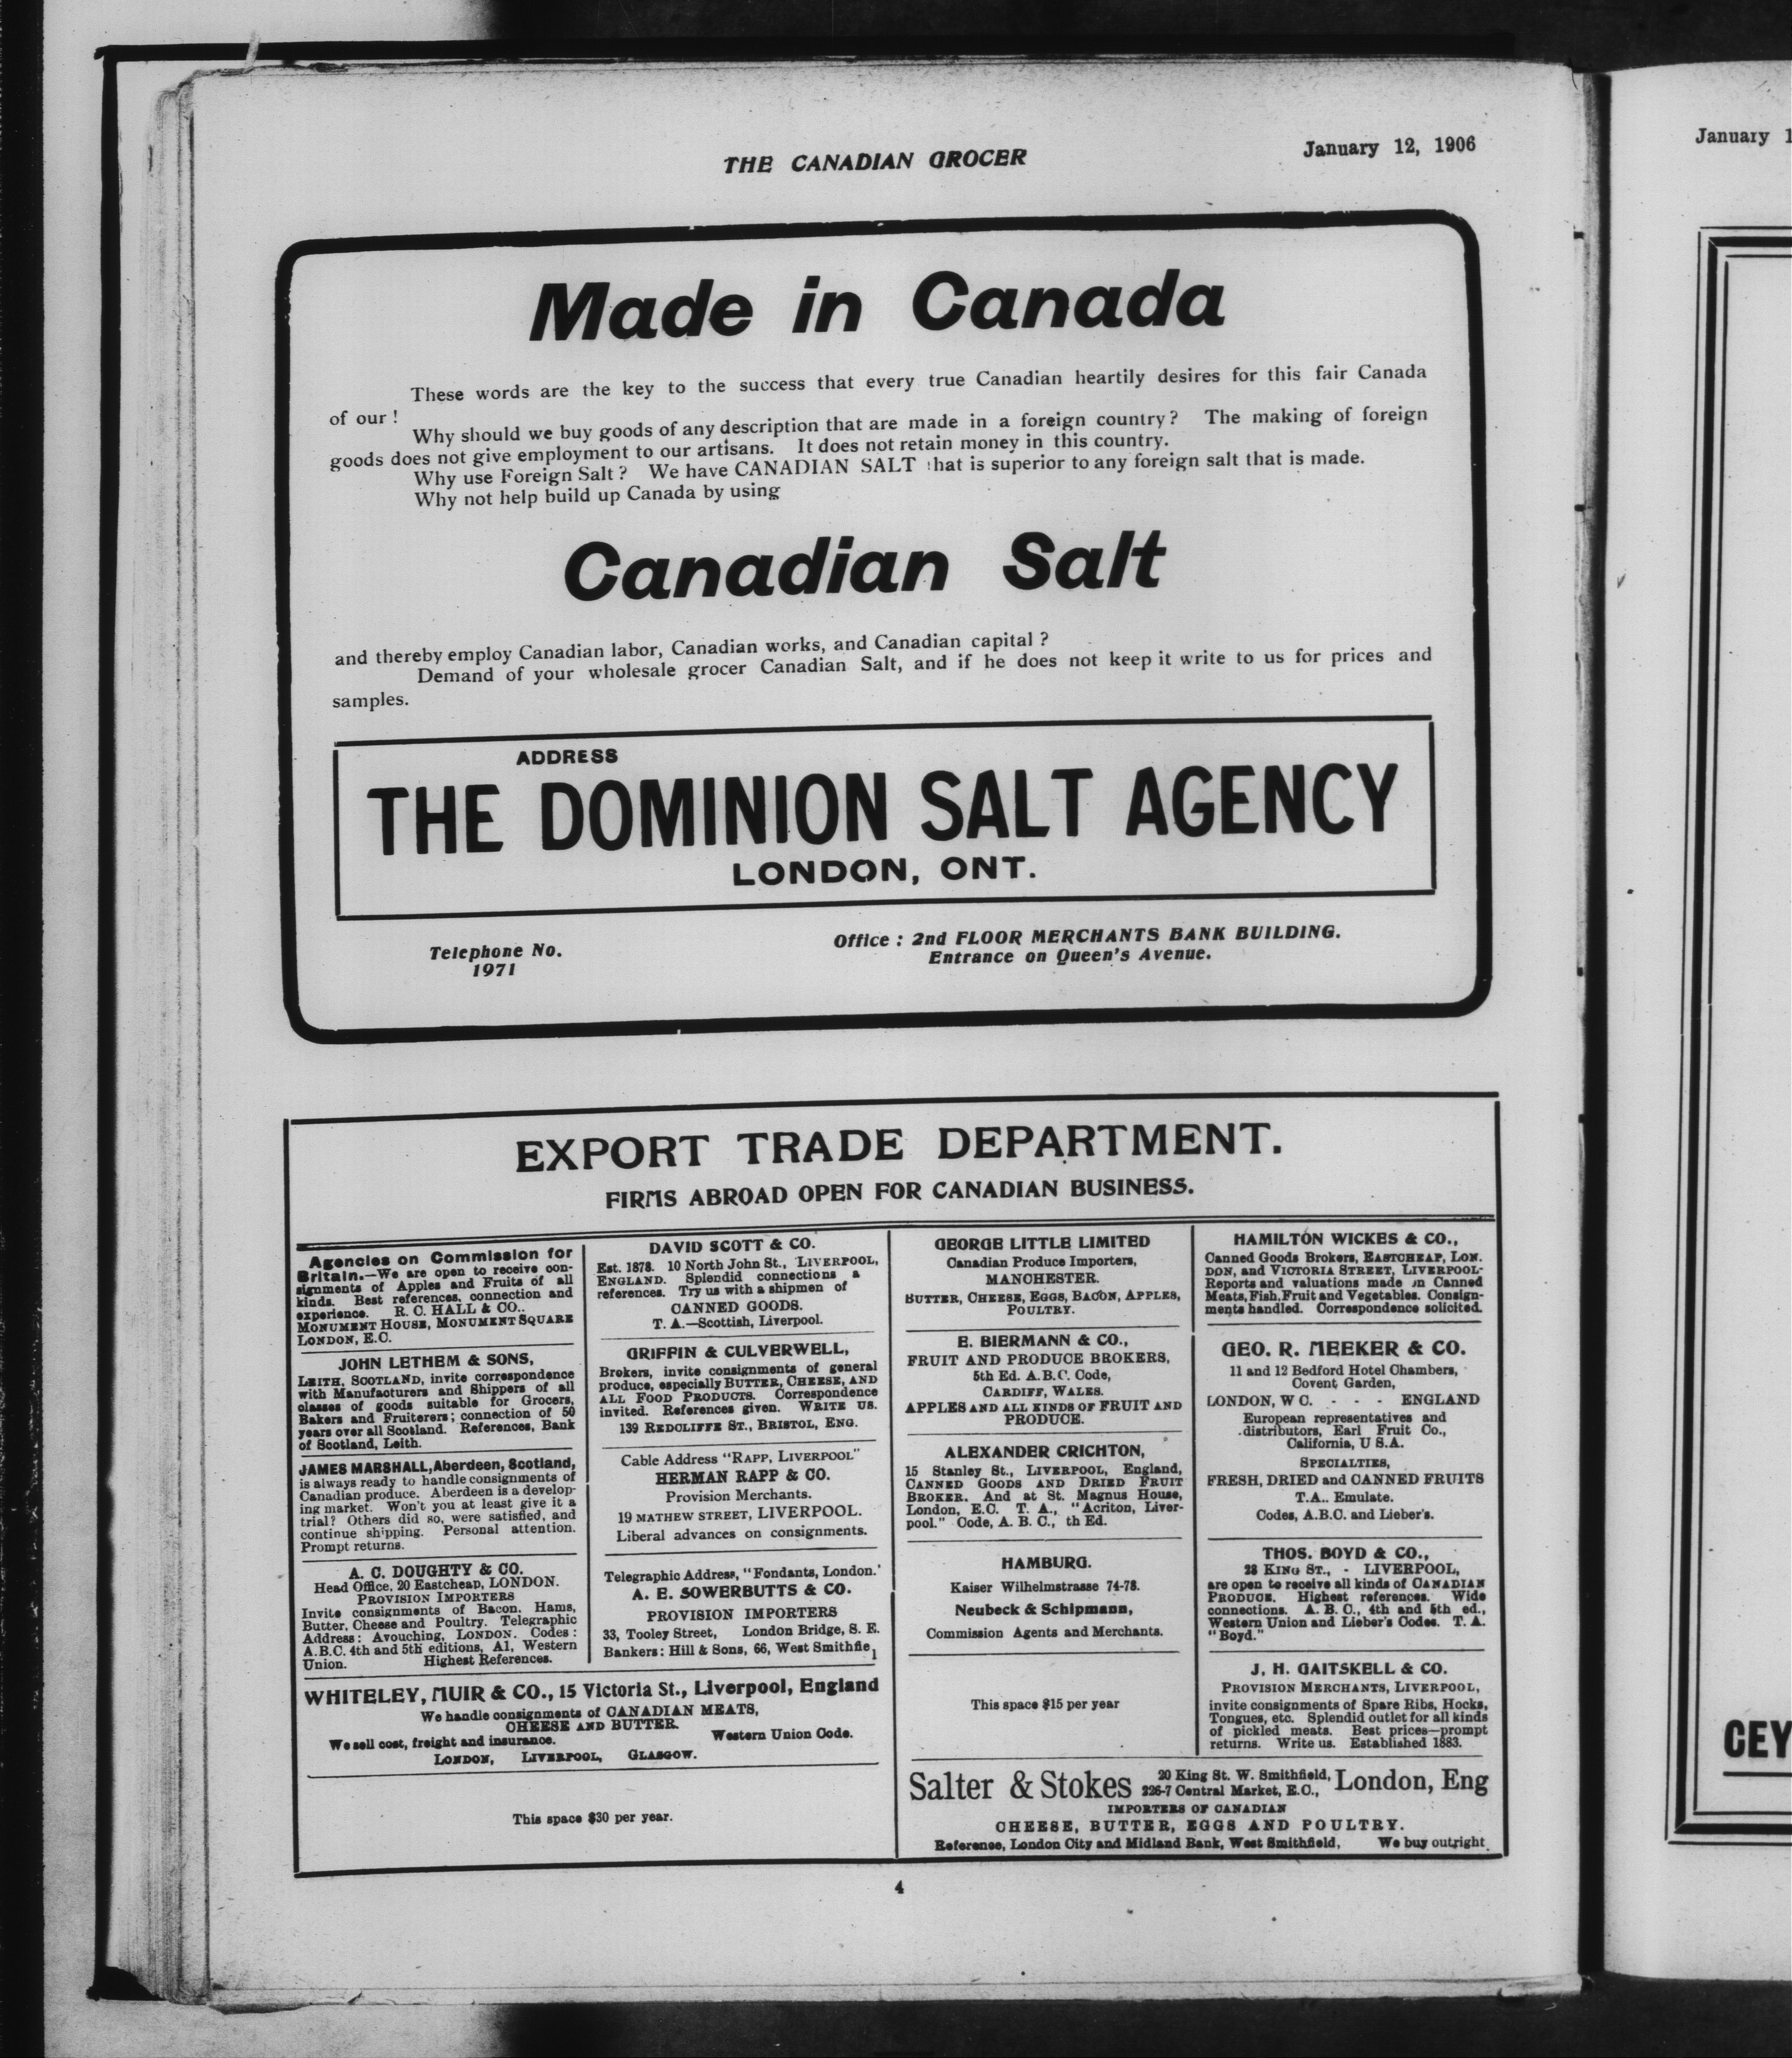 THE CANADIAN GROCER
January 12, 1906
Made in Canada
These words are the key to the success that every true Canadian heartily desires for this fair Canada
of our !
Why should we buy goods of any description that are made in a foreign country? The making of foreign
goods does not give employment to our artisans. It does not retain money in this country.
Why use Foreign Salt? We have CANADIAN SALT that is superior to any foreign salt that is made.
Why not help build up Canada by using
Canadian Salt
and thereby employ Canadian labor, Canadian works, and Canadian capital ?
Demand of your wholesale grocer Canadian Salt, and if he does not keep it write to us for prices and
samples.
ADDRESS
THE DOMINION SALT AGENCY
LONDON, ONT.
Telephone No.
1971
Office : 2nd FLOOR MERCHANTS BANK BUILDING.
Entrance on Queen's Avenue.
EXPORT TRADE DEPARTMENT.
FIRMS ABROAD OPEN FOR CANADIAN BUSINESS.
Agencies on Commission for
Britain.—We are open to receive con-
signments of Apples and Fruits of all
kinds. Best references, connection and
experience. R. C. HALL & CO..
MONUMENT HOUSE, MONUMENT SQUARE
LONDON, E.C.
JOHN LETHEM & SONS,
LEITH, SCOTLAND, invite correspondence
with Manufacturers and Shippers of all
classes of goods suitable for Grocers,
Bakers and Fruiterers; connection of 50
years over all Scotland. References, Bank
of Scotland, Leith.
JAMES MARSHALL, Aberdeen, Scotland,
is always ready to handle consignments of
Canadian produce. Aberdeen is a develop-
ing market. Won't you at least give it a
trial? Others did so, were satisfied, and
continue shipping. Personal attention.
Prompt returns.
A. C. DOUGHTY & CO.
Head Office, 20 Eastcheap, LONDON.
PROVISION IMPORTERS
Invite consignments of Bacon, Hams,
Butter, Cheese and Poultry. Telegraphic
Address: Avouching, LONDON. Codes :
A.B.C. 4th and 5th editions, A1, Western
Union. Highest References.
DAVID SCOTT & CO.
Est. 1878. 10 North John St., LIVERPOOL,
ENGLAND. Splendid connections a
references. Try us with a shipmen of
CANNED GOODS.
T. A.—Scottish, Liverpool.
GRIFFIN & CULVERWELL,
Brokers, invite consignments of general
produce, especially BUTTER, CHEESE, AND
ALL FOOD PRODUCTS. Correspondence
invited. References given. WRITE US.
139 REDCLIFFE ST., BRISTOL, ENG.
Cable Address "RAPP, LIVERPOOL"
HERMAN RAPP & CO.
Provision Merchants.
19 MATHEW STREET, LIVERPOOL.
Liberal advances on consignments.
Telegraphic Address, "Fondants, London.'
A. E. SOWERBUTTS & CO.
PROVISION IMPORTERS
33, Tooley Street, London Bridge, S. E.
Bankers: Hill & Sons, 66, West Smithfie
WHITELEY, MUIR & CO., 15 Victoria St., Liverpool, England
We handle consignments of CANADIAN MEATS,
CHEESE AND BUTTER.
We sell cost, freight and insurance. Western Union Code.
LONDON, LIVERPOOL, GLASGOW.
This space $30 per year.
GEORGE LITTLE LIMITED
Canadian Produce Importers,
MANCHESTER.
BUTTER, CHEESE, EGGS, BACON, APPLES,
POULTRY.
E. BIERMANN & CO.,
FRUIT AND PRODUCE BROKERS,
5th Ed. A.B.C. Code,
CARDIFF, WALES.
APPLES AND ALL KINDS OF FRUIT AND
PRODUCE.
ALEXANDER CRICHTON,
15 Stanley St., LIVERPOOL, England,
CANNED GOODS AND DRIED FRUIT
BROKER. And at St. Magnus House,
London, E.C. T. A., "Acriton, Liver-
pool." Code, A. B. C., th Ed.
HAMBURG.
Kaiser Wilhelmstrasse 74-78.
Neubeck & Schipmann,
Commission Agents and Merchants.
This space $15 per year
HAMILTON WICKES & CO.,
Canned Goods Brokers, EASTCHEAP, LON.
DON, and VICTORIA STREET, LIVERPOOL-
Reports and valuations made in Canned
Meats, Fish, Fruit and Vegetables. Consign-
ments handled. Correspondence solicited.
GEO. R. MEEKER & CO.
11 and 12 Bedford Hotel Chambers,
Covent Garden,
LONDON, W C. - - - ENGLAND
European representatives and
distributors, Earl Fruit Co.,
California, U S.A.
SPECIALTIES,
FRESH, DRIED and CANNED FRUITS
T.A.. Emulate.
Codes, A.B.C. and Lieber's.
THOS. BOYD & CO.,
28 KING ST., - LIVERPOOL,
are open to receive all kinds of CANADIAN
PRODUCE. Highest references. Wide
connections. A. B. C., 4th and 5th ed.,
Western Union and Lieber's Codes. T. A.
"Boyd."
J. H. GAITSKELL & CO.
PROVISION MERCHANTS, LIVERPOOL,
invite consignments of Spare Ribs, Hocks,
Tongues, etc. Splendid outlet for all kinds
of pickled meats. Best prices—prompt
returns. Write us. Established 1883.
Salter & Stokes 20 King St. W. Smithfield, London, Eng
226-7 Central Market, E.C.,
IMPORTERS OF CANADIAN
CHEESE, BUTTER, EGGS AND POULTRY.
Reference, London City and Midland Bank, West Smithfield, We buy outright.
4
January 1
CEY